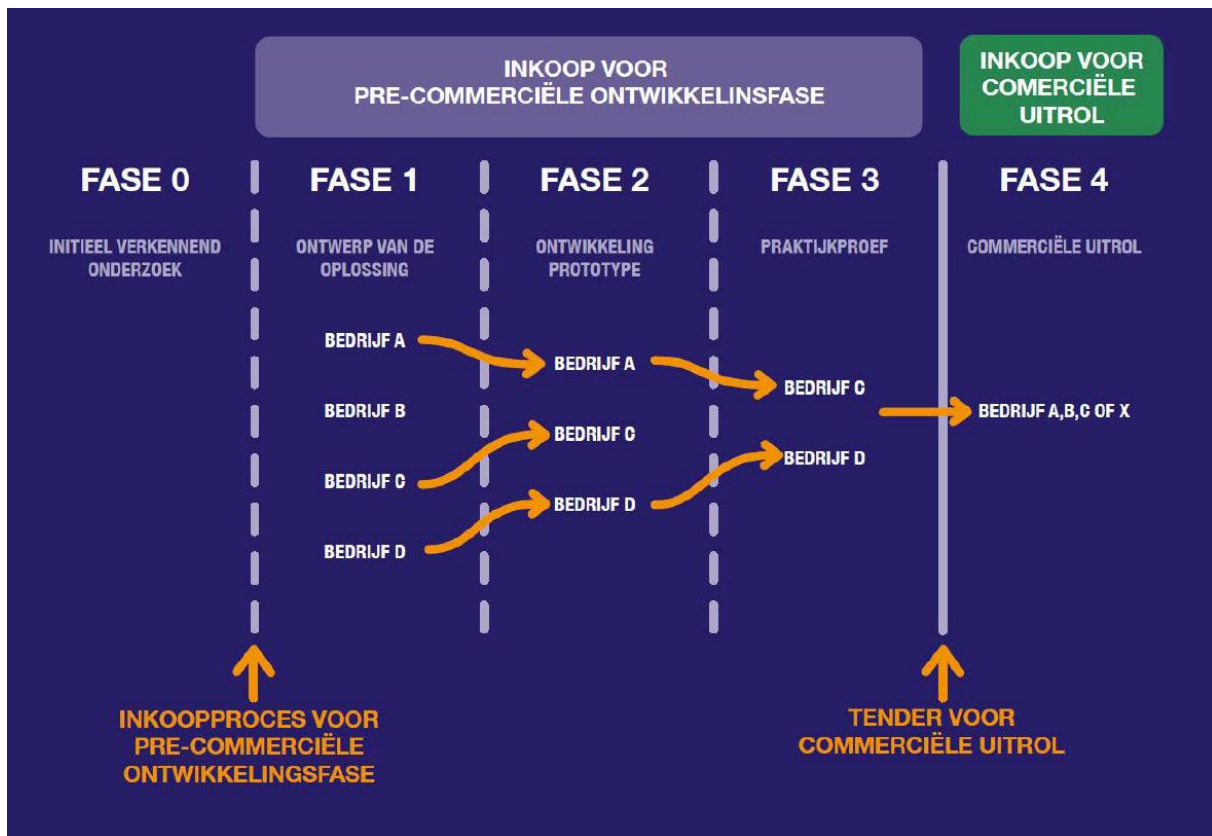 INKOOP VOOR
PRE-COMMERCIËLE ONTWIKKELINSFASE
INKOOP VOOR
COMERCIËLE
UITROL
FASE 0
FASE 1
FASE 2
FASE 3
FASE 4
INITIEEL VERKENNEND
ONDERZOEK
ONTWERP VAN DE
OPLOSSING
ONTWIKKELING
PROTOTYPE
PRAKTIJKPROEF
COMMERCIËLE UITROL
BEDRIJF A
BEDRIJF B
BEDRIJF C
BEDRIJF D
BEDRIJF A
BEDRIJF C
BEDRIJF D
BEDRIJF C
BEDRIJF D
BEDRIJF A,B,C OF X
INKOOPPROCES VOOR
PRE-COMMERCIËLE
ONTWIKKELINGSFASE
TENDER VOOR
COMMERCIËLE UITROL